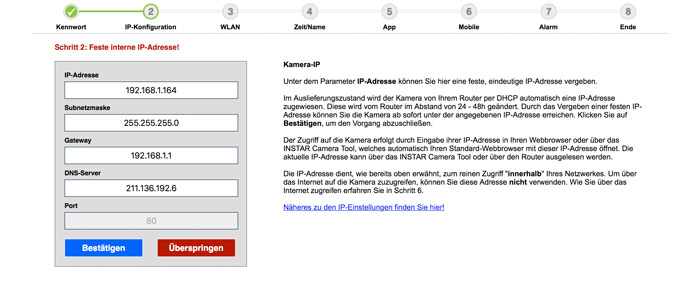 2 3 4 5 6 7 8
Kennwort IP-Konfiguration WLAN Zeit/Name App Mobile Alarm Ende
Schritt 2: Feste interne IP-Adresse!
IP-Adresse
192.168.1.164
Subnetzmaske
255.255.255.0
Gateway
192.168.1.1
DNS-Server
211.136.192.6
Port
80
Bestätigen Überspringen
Kamera-IP
Unter dem Parameter IP-Adresse können Sie hier eine feste, eindeutige IP-Adresse vergeben.
Im Auslieferungszustand wird der Kamera von Ihrem Router per DHCP automatisch eine IP-Adresse
zugewiesen. Diese wird vom Router im Abstand von 24 - 48h geändert. Durch das Vergeben einer festen IP-
Adresse können Sie die Kamera ab sofort unter der angegebenen IP-Adresse erreichen. Klicken Sie auf
Bestätigen, um den Vorgang abzuschließen.
Der Zugriff auf die Kamera erfolgt durch Eingabe ihrer IP-Adresse in Ihren Webbrowser oder über das
INSTAR Camera Tool, welches automatisch Ihren Standard-Webbrowser mit dieser IP-Adresse öffnet. Die
aktuelle IP-Adresse kann über das INSTAR Camera Tool oder über den Router ausgelesen werden.
Die IP-Adresse dient, wie bereits oben erwähnt, zum reinen Zugriff "innerhalb" Ihres Netzwerkes. Um über
das Internet auf die Kamera zuzugreifen, können Sie diese Adresse nicht verwenden. Wie Sie über das
Internet zugreifen erfahren Sie in Schritt 6.
Näheres zu den IP-Einstellungen finden Sie hier!